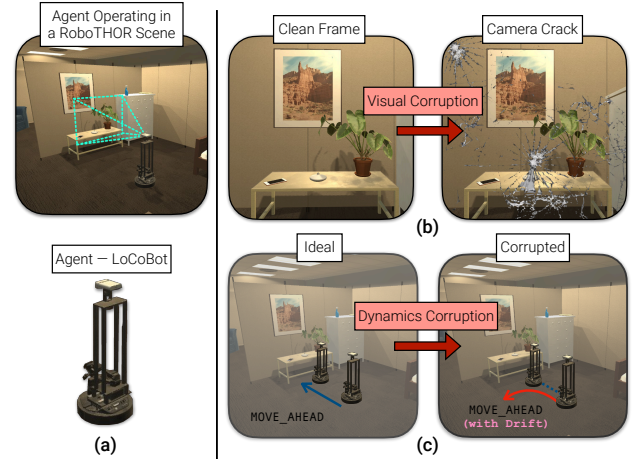 Agent Operating in
a RoboTHOR Scene
Agent — LoCoBot
(a)
Clean Frame
Camera Crack
Visual Corruption
(b)
Ideal
Corrupted
Dynamics Corruption
MOVE_AHEAD
MOVE_AHEAD
(with Drift)
(c)